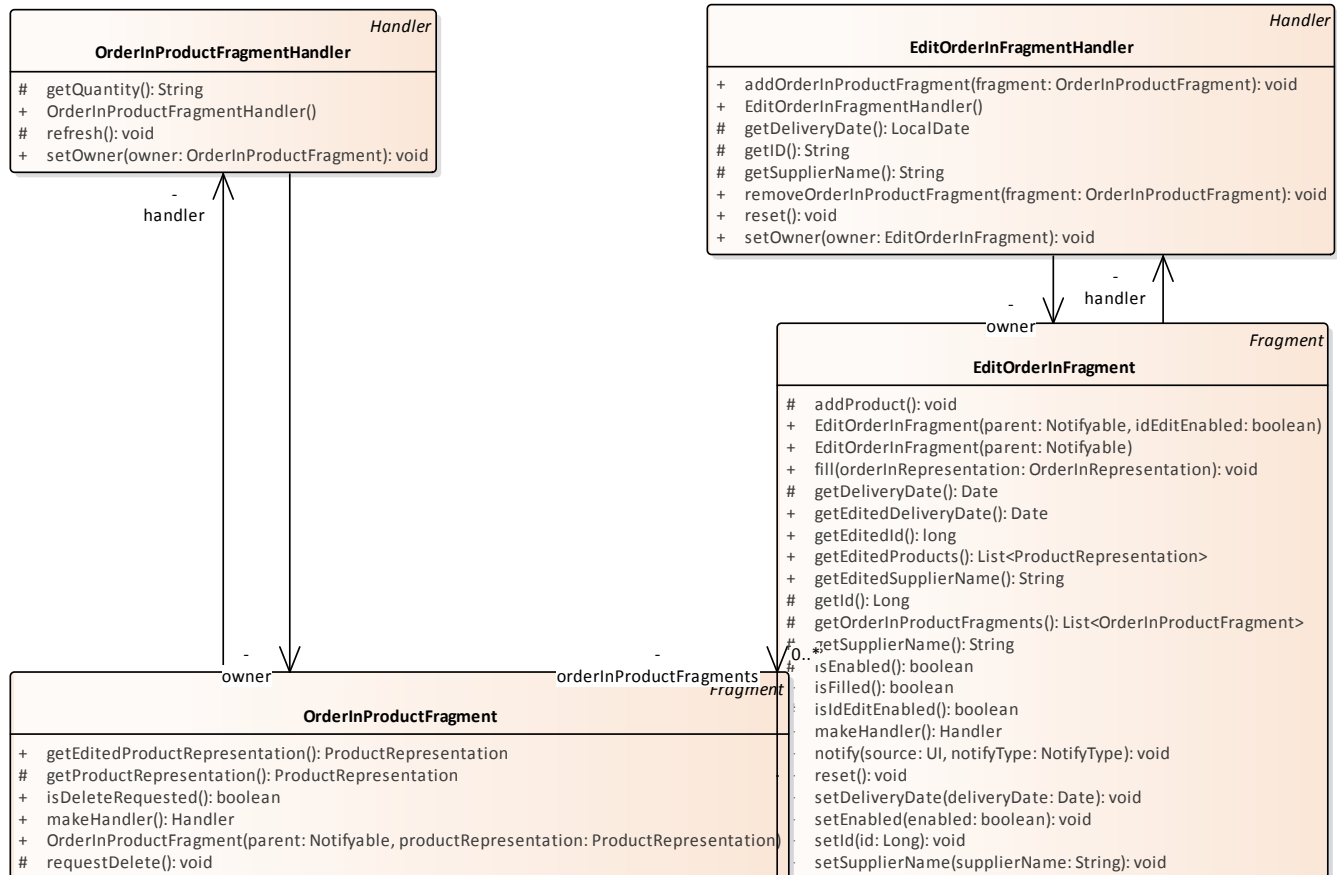 Handler
OrderInProductFragmentHandler
# getQuantity(): String
+ OrderInProductFragmentHandler()
# refresh(): void
+ setOwner(owner: OrderInProductFragment): void
Handler
EditOrderInFragmentHandler
+ addOrderInProductFragment(fragment: OrderInProductFragment): void
+ EditOrderInFragmentHandler()
# getDeliveryDate(): LocalDate
# getID(): String
# getSupplierName(): String
+ removeOrderInProductFragment(fragment: OrderInProductFragment): void
+ reset(): void
+ setOwner(owner: EditOrderInFragment): void
-
handler
-
handler
-
owner
Fragment
EditOrderInFragment
# addProduct(): void
+ EditOrderInFragment(parent: Notifyable, idEditEnabled: boolean)
+ EditOrderInFragment(parent: Notifyable)
+ fill(orderInRepresentation: OrderInRepresentation): void
# getDeliveryDate(): Date
+ getEditedDeliveryDate(): Date
+ getEditedId(): long
+ getEditedProducts(): List<ProductRepresentation>
+ getEditedSupplierName(): String
# getId(): Long
# getOrderInProductFragments(): List<OrderInProductFragment>
# getSupplierName(): String
# isEnabled(): boolean
isFilled(): boolean
isIdEditEnabled(): boolean
makeHandler(): Handler
notify(source: UI, notifyType: NotifyType): void
reset(): void
setDeliveryDate(deliveryDate: Date): void
setEnabled(enabled: boolean): void
setId(id: Long): void
setSupplierName(supplierName: String): void
-
owner
-
orderInProductFragments
0..*
Fragment
OrderInProductFragment
+ getEditedProductRepresentation(): ProductRepresentation
# getProductRepresentation(): ProductRepresentation
+ isDeleteRequested(): boolean
+ makeHandler(): Handler
+ OrderInProductFragment(parent: Notifyable, productRepresentation: ProductRepresentation)
# requestDelete(): void